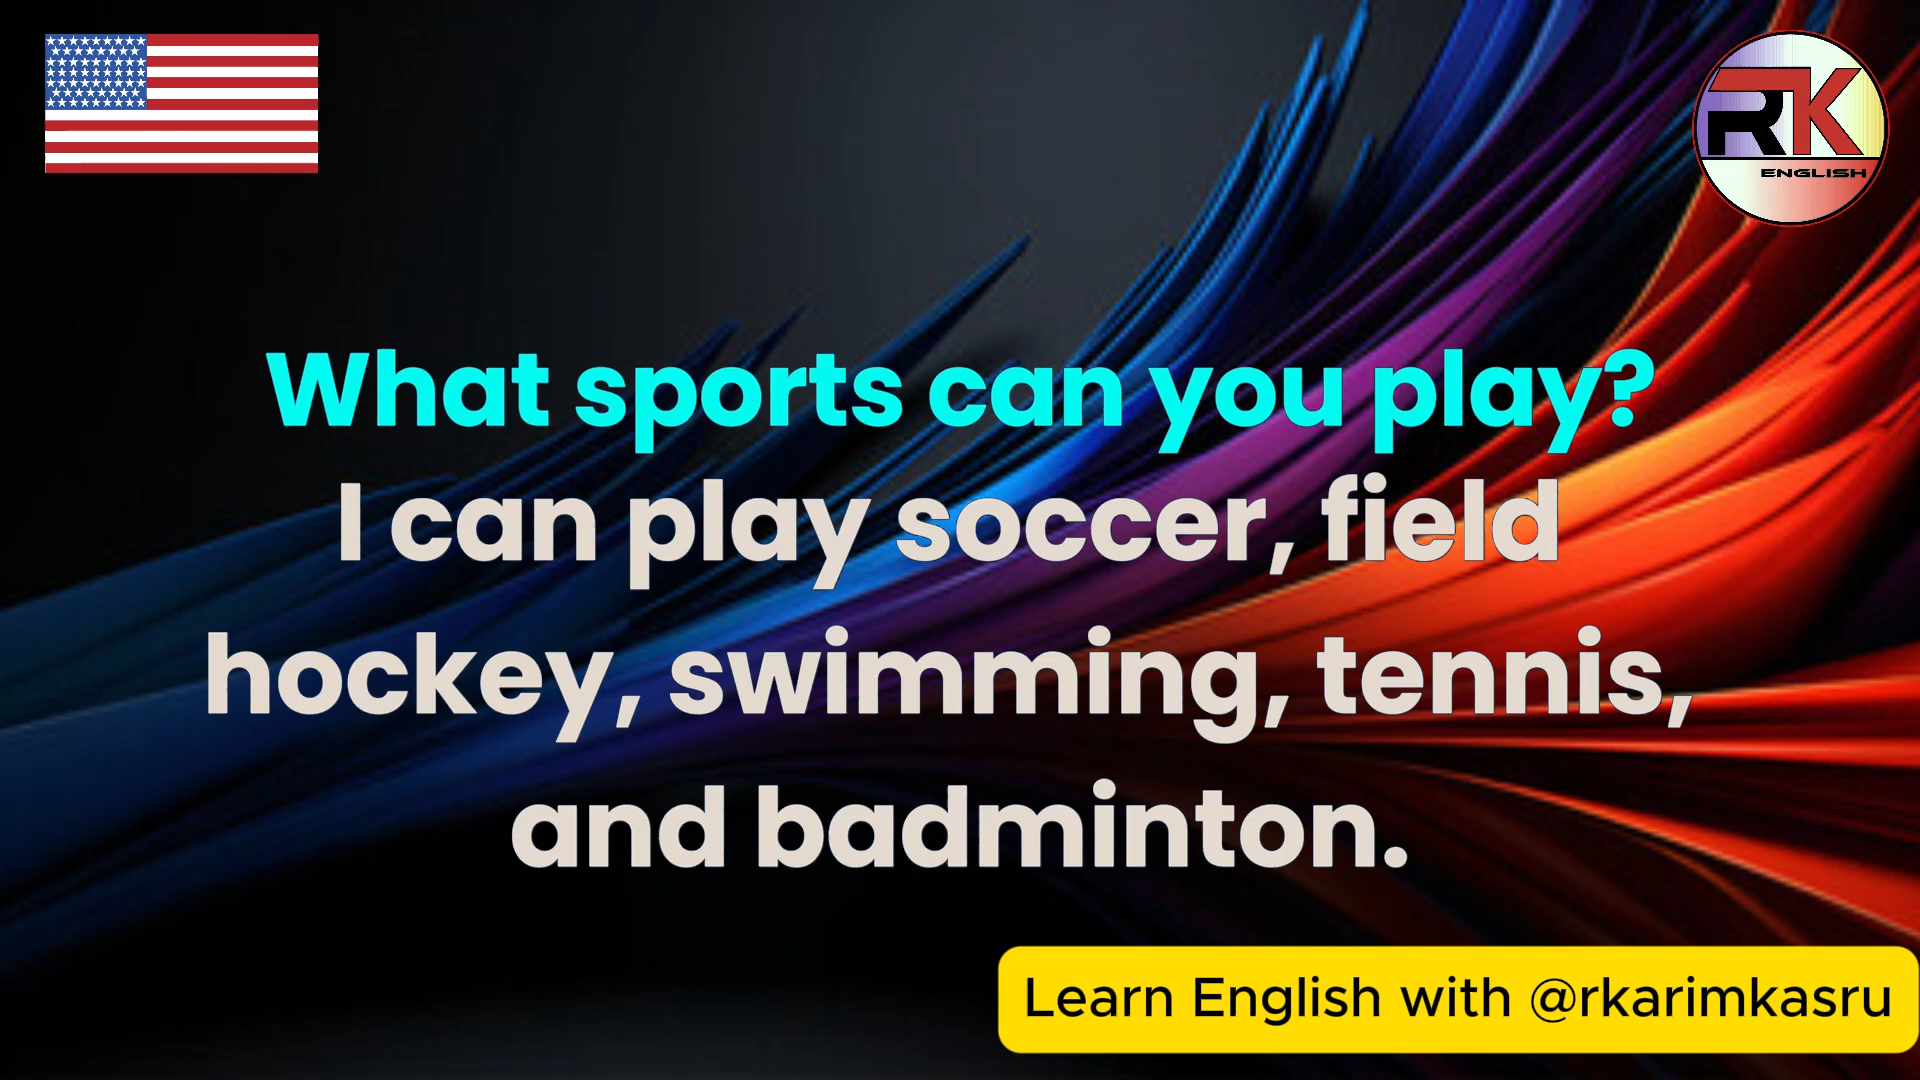 RK
ENGLISH
What sports can you play?
I can play soccer, field
hockey, swimming, tennis,
and badminton.
Learn English with @rkarimkasru